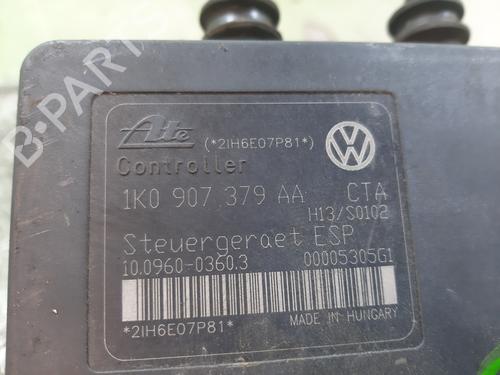 Ate (*2IH6E07P81*)
Controller
1K0 907 379 AA CTA
H13/S0102
Steuergeraet ESP
10.0960-0360.3 00005305G1
*2IH6E07P81* MADE IN HUNGARY
B-PARTS